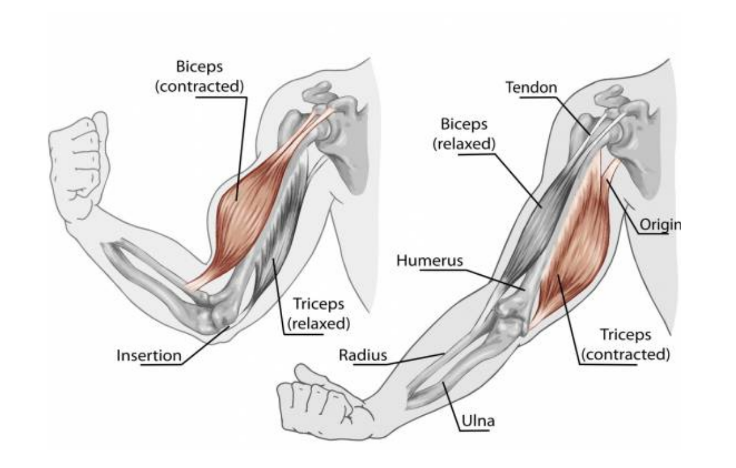 Biceps
(contracted)
Triceps
(relaxed)
Insertion
Tendon
Biceps
(relaxed)
Origin
Humerus
Triceps
(contracted)
Radius
Ulna